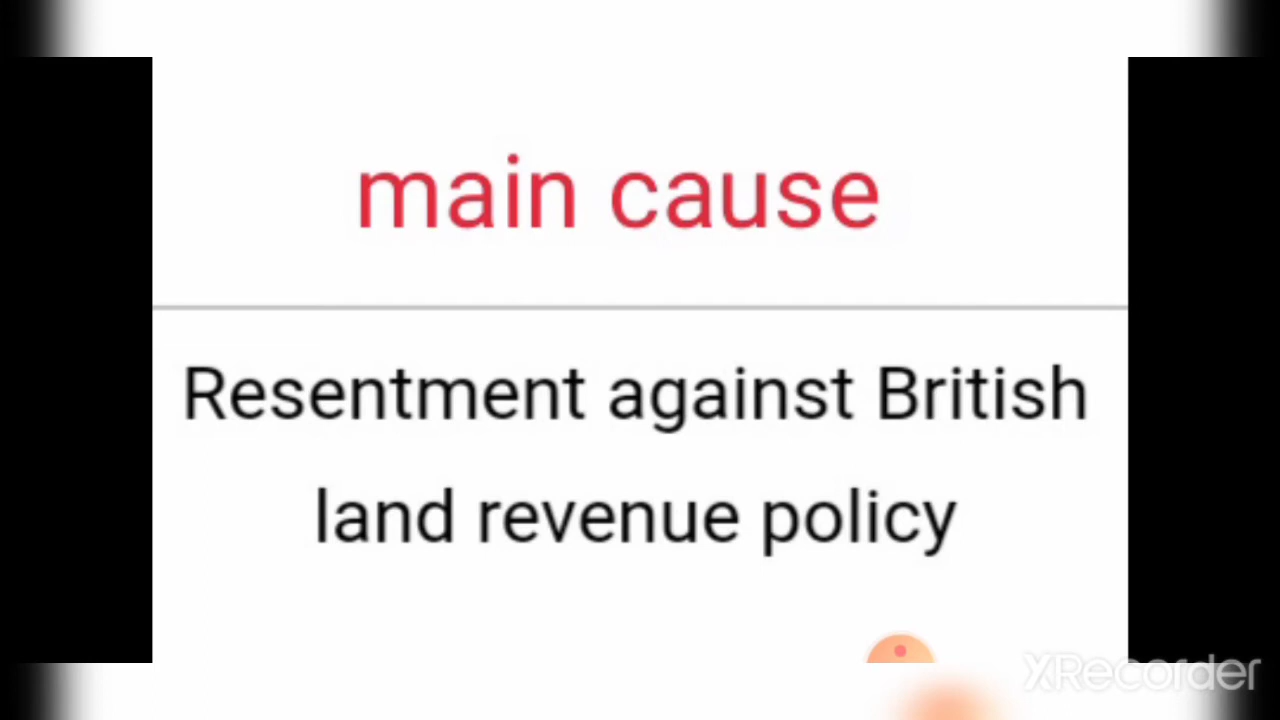 main cause
Resentment against British
land revenue policy
XRecorder